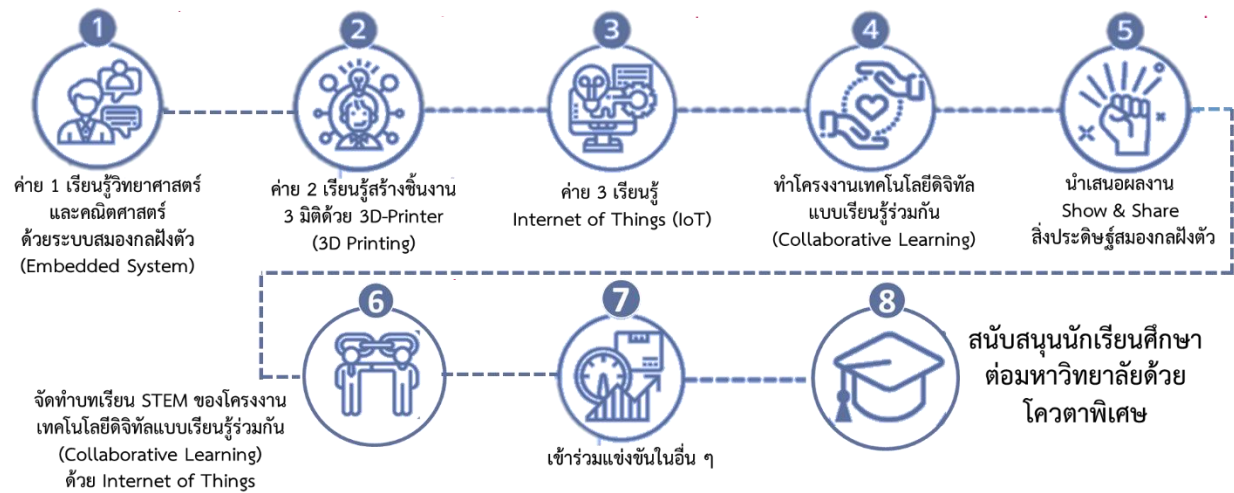 1
ค่าย 1 เรียนรู้วิทยาศาสตร์
และคณิตศาสตร์
ด้วยระบบสมองกลฝังตัว
(Embedded System)
2
ค่าย 2 เรียนรู้สร้างชิ้นงาน
3 มิติด้วย 3D-Printer
(3D Printing)
3
ค่าย 3 เรียนรู้
Internet of Things (IoT)
4
ทำโครงงานเทคโนโลยีดิจิทัล
แบบเรียนรู้ร่วมกัน
(Collaborative Learning)
5
นำเสนอผลงาน
Show & Share
สิ่งประดิษฐ์สมองกลฝังตัว
6
จัดทำบทเรียน STEM ของโครงงาน
เทคโนโลยีดิจิทัลแบบเรียนรู้ร่วมกัน
(Collaborative Learning)
ด้วย Internet of Things
7
เข้าร่วมแข่งขันในอื่น ๆ
8
สนับสนุนนักเรียนศึกษา
ต่อมหาวิทยาลัยด้วย
โควตาพิเศษ